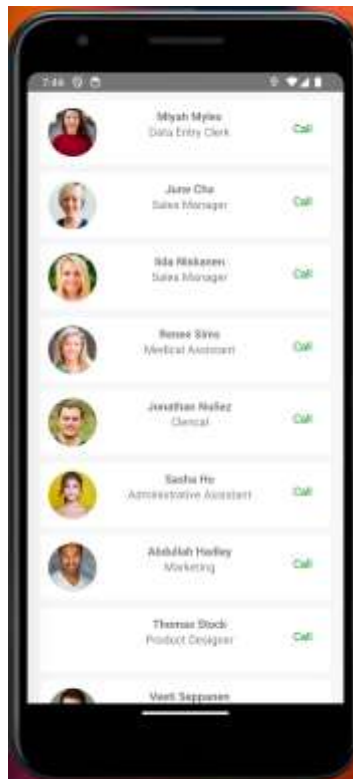 7:46
Miyah Myles
Data Entry Clerk
Call
June Cha
Sales Manager
Call
Iida Niskanen
Sales Manager
Call
Renee Sims
Medical Assistant
Call
Jonathan Nuñez
Clerical
Call
Sasha Ho
Administrative Assistant
Call
Abdullah Hadley
Marketing
Call
Thomas Stock
Product Designer
Call
Veeti Seppanen